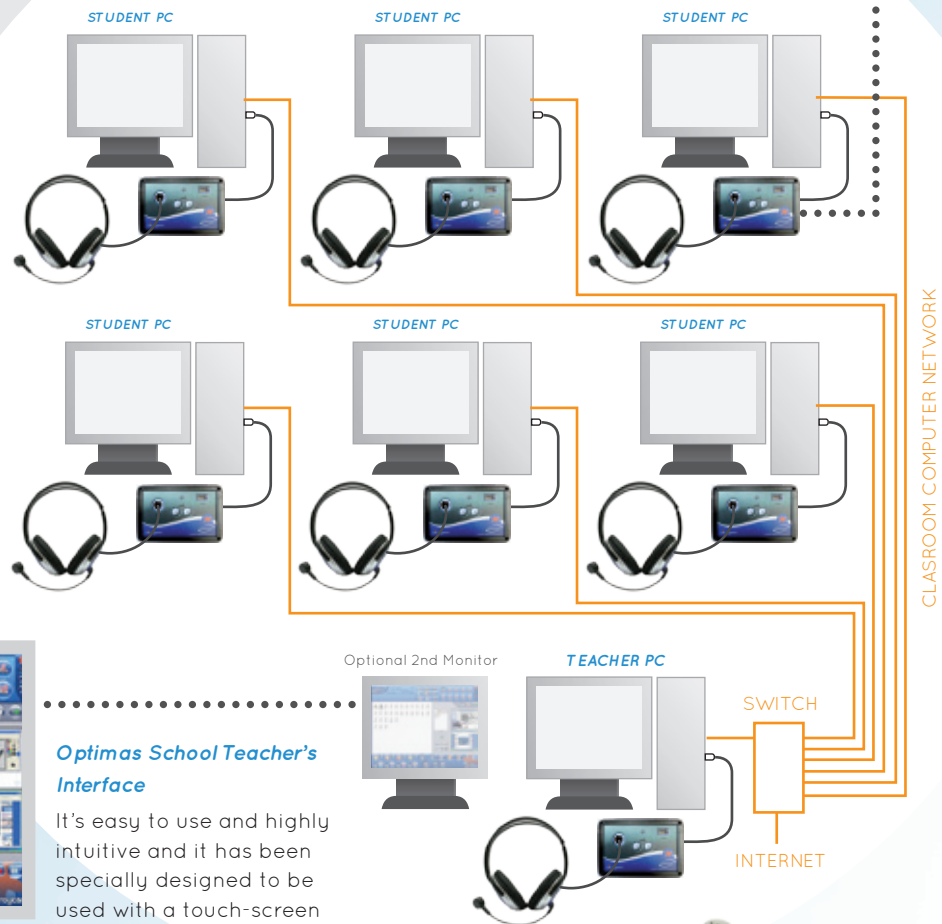 STUDENT PC
STUDENT PC
STUDENT PC
STUDENT PC
STUDENT PC
STUDENT PC
CLASROOM COMPUTER NETWORK
Optional 2nd Monitor
TEACHER PC
SWITCH
INTERNET
Optimas School Teacher's
Interface
It's easy to use and highly
intuitive and it has been
specially designed to be
used with a touch-screen